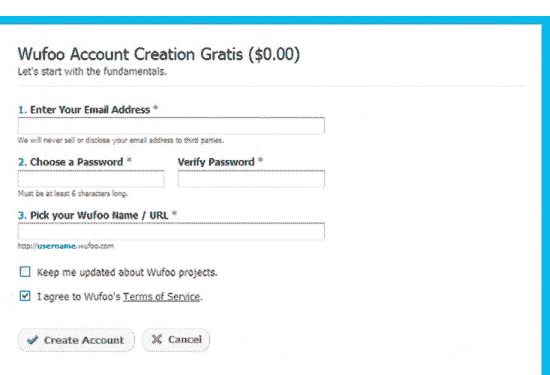 Wufoo Account Creation Gratis ($0.00)
Let's start with the fundamentals.
1. Enter Your Email Address *
We will never sell or disclose your email address to third parties.
2. Choose a Password * Verify Password *
Must be at least 6 characters long.
3. Pick your Wufoo Name / URL *
http://username.wufoo.com
Keep me updated about Wufoo projects.
I agree to Wufoo's Terms of Service.
Create Account Cancel